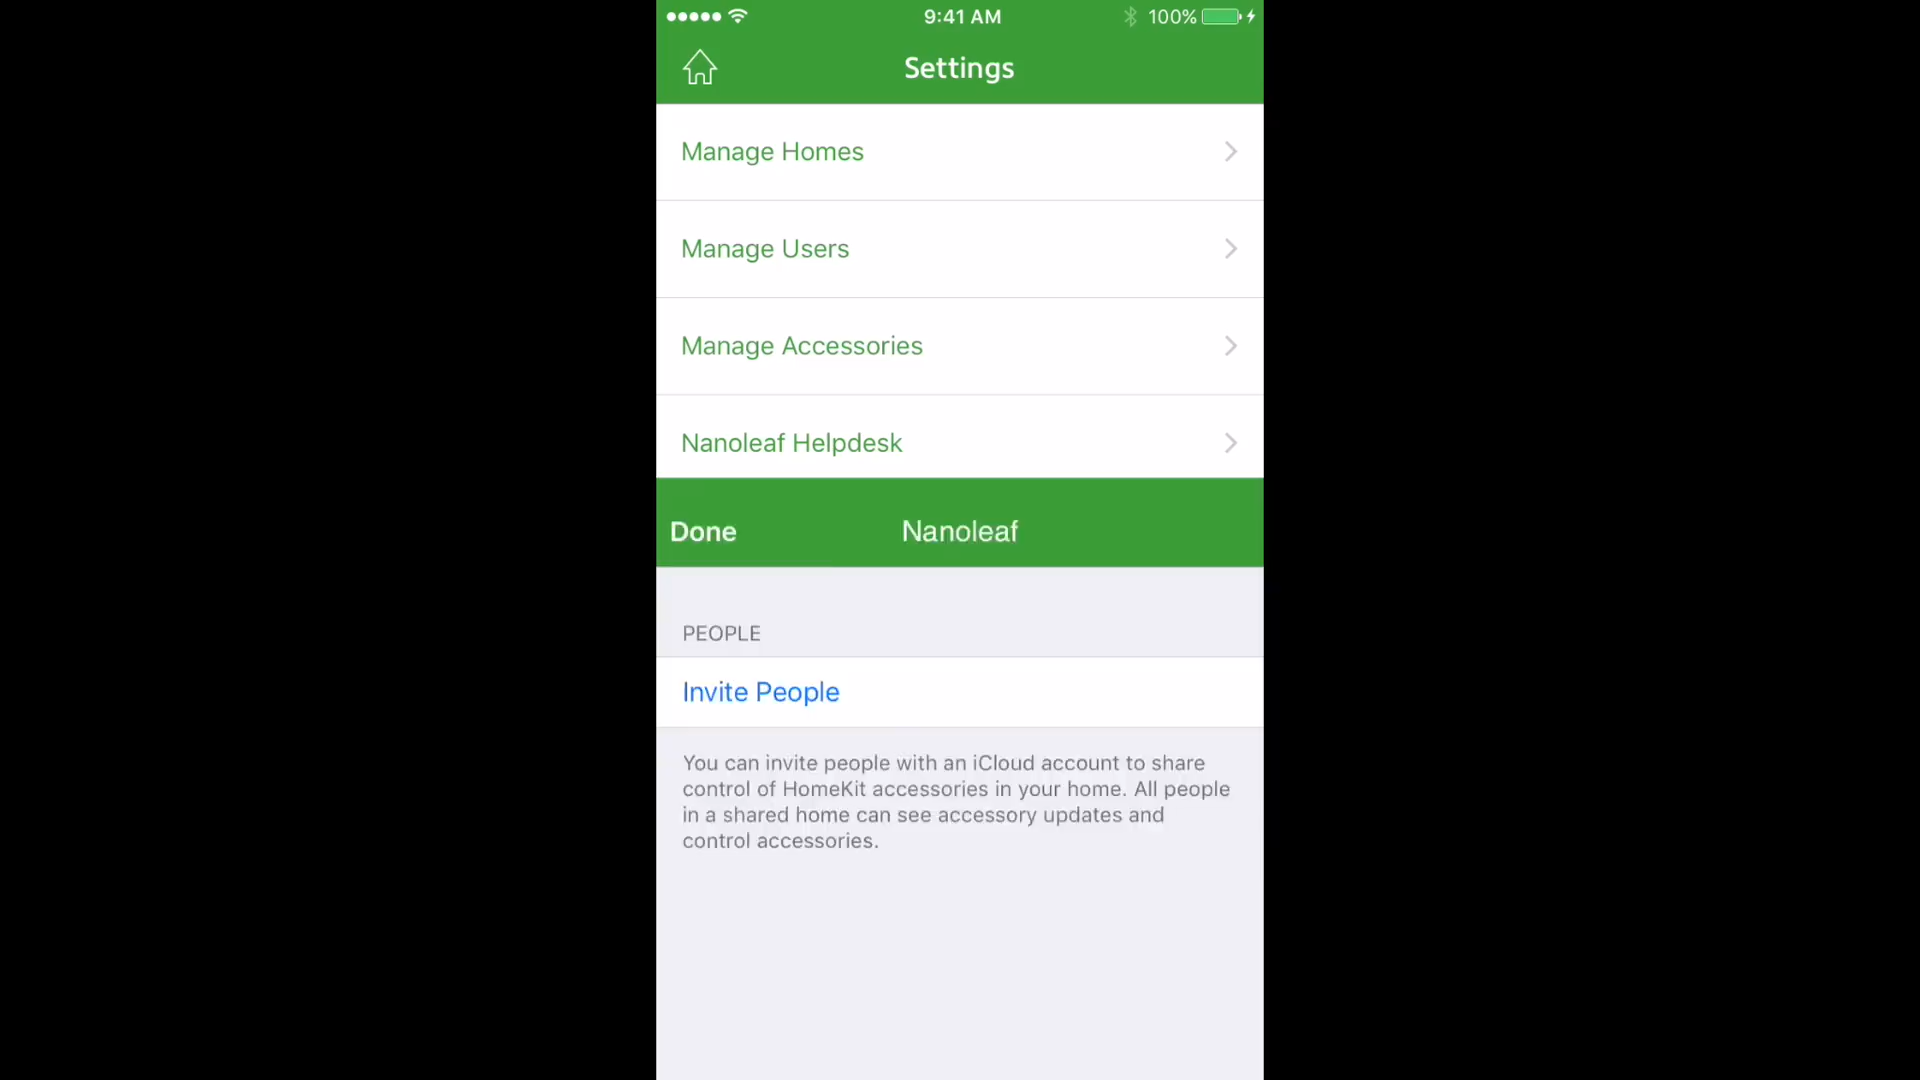 9:41 AM
100%
Settings
Manage Homes
Manage Users
Manage Accessories
Nanoleaf Helpdesk
Done
Nanoleaf
PEOPLE
Invite People
You can invite people with an iCloud account to share
control of HomeKit accessories in your home. All people
in a shared home can see accessory updates and
control accessories.